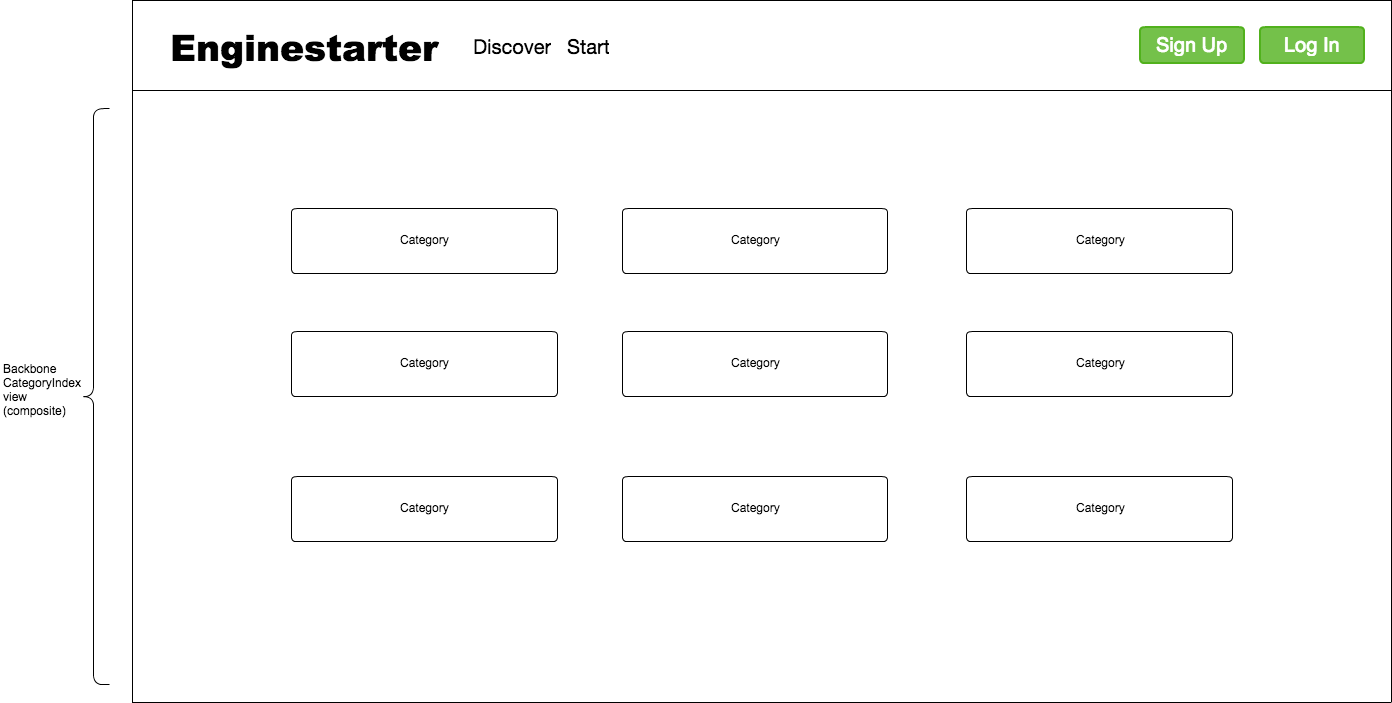 Enginestarter
Discover Start
Sign Up
Log In
Category
Category
Category
Backbone
CategoryIndex
view
(composite)
Category
Category
Category
Category
Category
Category